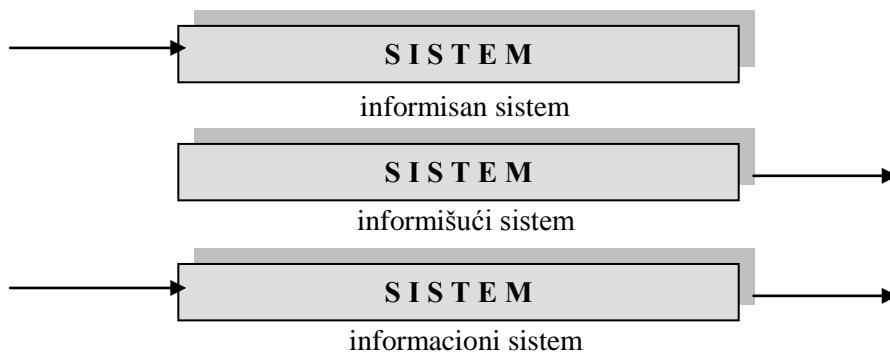 S I S T E M
informisan sistem
S I S T E M
informišući sistem
S I S T E M
informacioni sistem